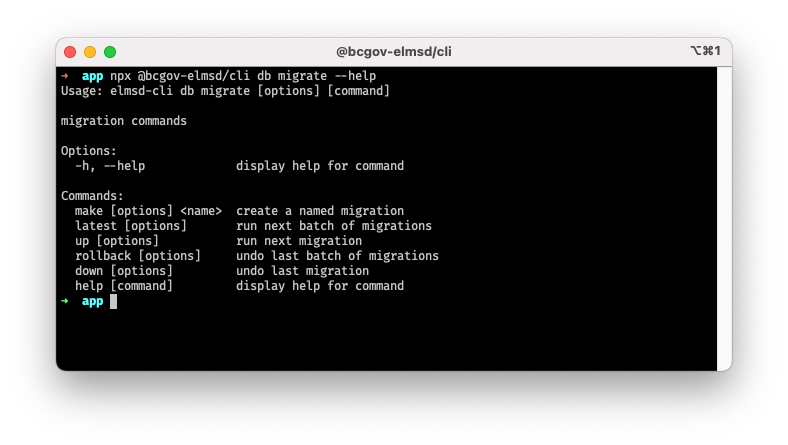 @bcgov-elmsd/cli
⌥⌘1
➜ app npx @bcgov-elmsd/cli db migrate --help
Usage: elmsd-cli db migrate [options] [command]
migration commands
Options:
-h, --help display help for command
Commands:
make [options] <name> create a named migration
latest [options] run next batch of migrations
up [options] run next migration
rollback [options] undo last batch of migrations
down [options] undo last migration
help [command] display help for command
➜ app